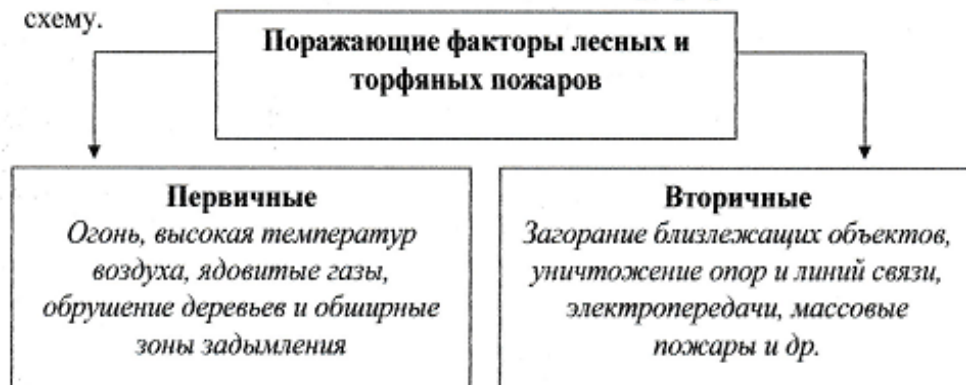 схему.
Поражающие факторы лесных и
торфяных пожаров
Первичные
Огонь, высокая температур
воздуха, ядовитые газы,
обрушение деревьев и обширные
зоны задымления
Вторичные
Загорание близлежащих объектов,
уничтожение опор и линий связи,
электропередачи, массовые
пожары и др.